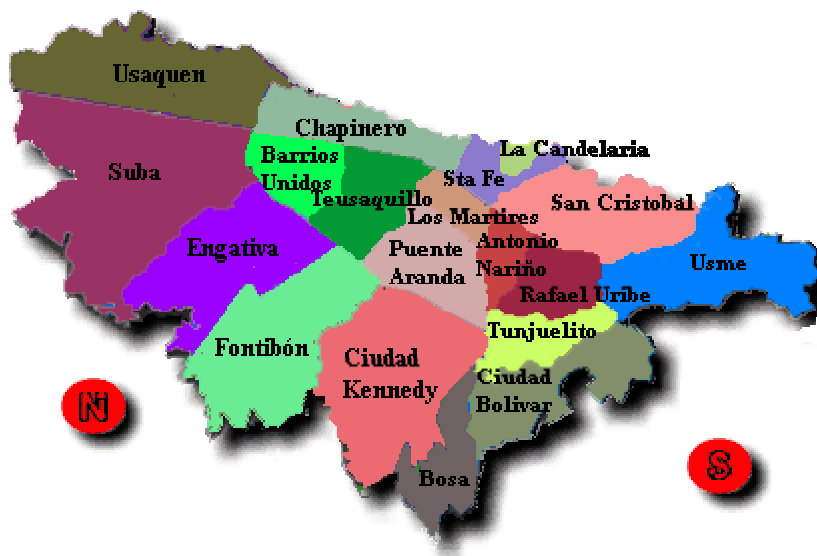 Usaquen
Chapinero
La Candelaria
Barrios
Unidos
Suba
Sta Fe
Teusaquillo
San Cristobal
Los Martires
Engativa
Puente
Aranda
Antonio
Nariño
Usme
Rafael Uribe
Fontibón
Ciudad
Kennedy
Tunjuelito
Ciudad
Bolivar
N
S
Bosa